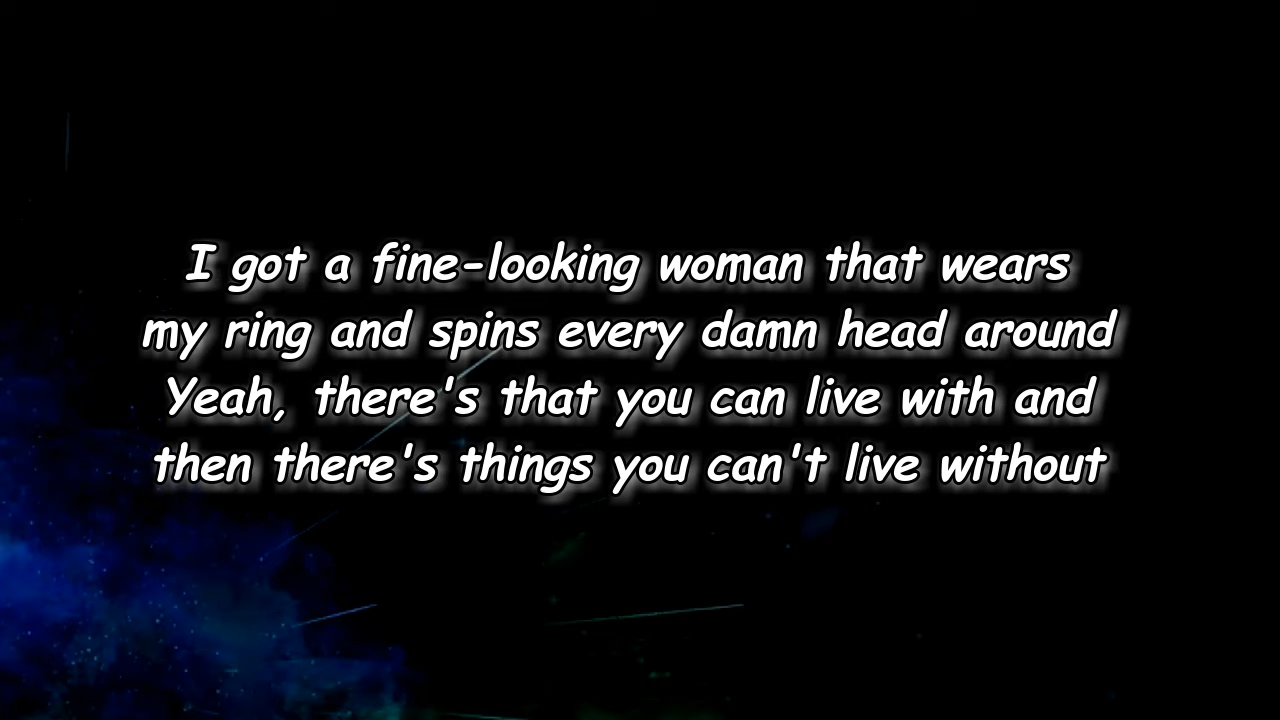 I got a fine-looking woman that wears
my ring and spins every damn head around
Yeah, there's that you can live with and
then there's things you can't live without